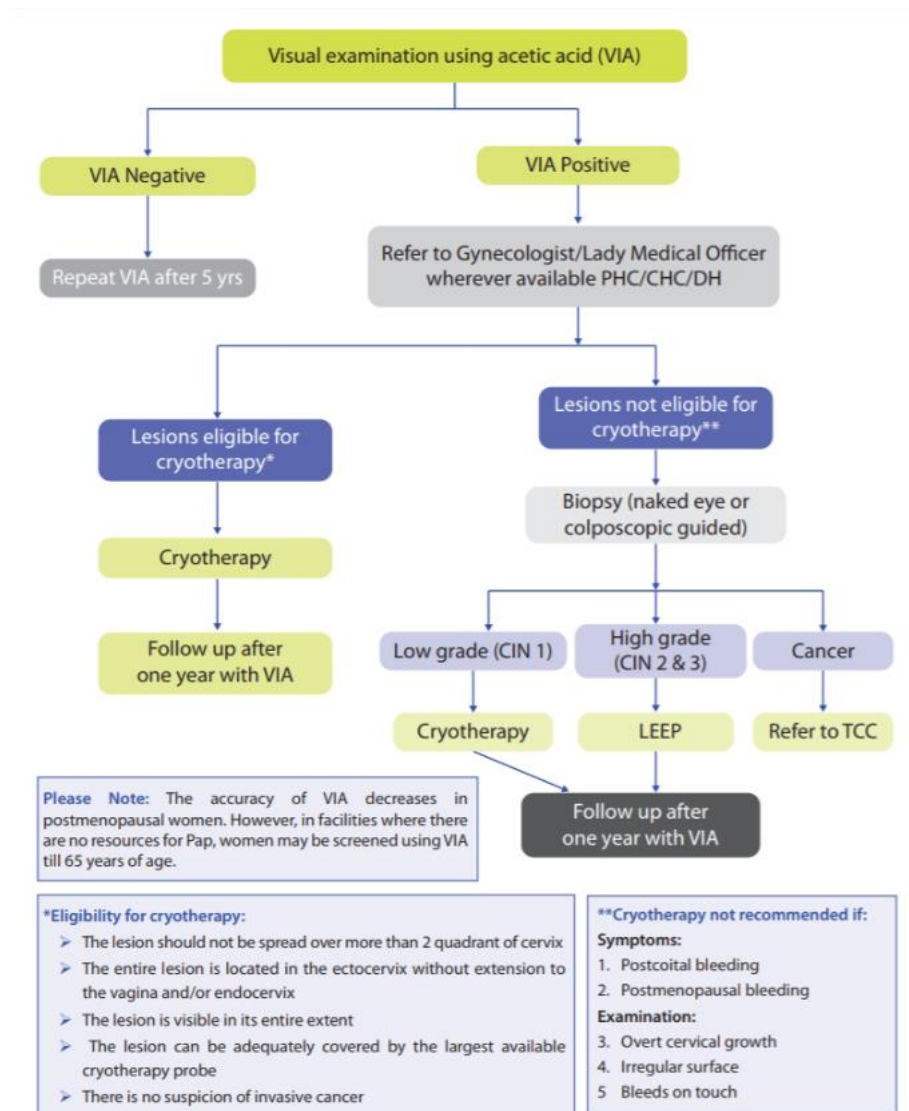 Visual examination using acetic acid (VIA)
VIA Negative
VIA Positive
Repeat VIA after 5 yrs
Refer to Gynecologist/Lady Medical Officer
wherever available PHC/CHC/DH
Lesions eligible for
cryotherapy*
Lesions not eligible for
cryotherapy**
Cryotherapy
Biopsy (naked eye or
colposcopic guided)
Follow up after
one year with VIA
Low grade (CIN 1)
High grade
(CIN 2 & 3)
Cancer
Cryotherapy
LEEP
Refer to TCC
Follow up after
one year with VIA
Please Note: The accuracy of VIA decreases in
postmenopausal women. However, in facilities where there
are no resources for Pap, women may be screened using VIA
till 65 years of age.
*Eligibility for cryotherapy:
➢ The lesion should not be spread over more than 2 quadrant of cervix
➢ The entire lesion is located in the ectocervix without extension to
the vagina and/or endocervix
➢ The lesion is visible in its entire extent
➢ The lesion can be adequately covered by the largest available
cryotherapy probe
➢ There is no suspicion of invasive cancer
**Cryotherapy not recommended if:
Symptoms:
1. Postcoital bleeding
2. Postmenopausal bleeding
Examination:
3. Overt cervical growth
4. Irregular surface
5 Bleeds on touch